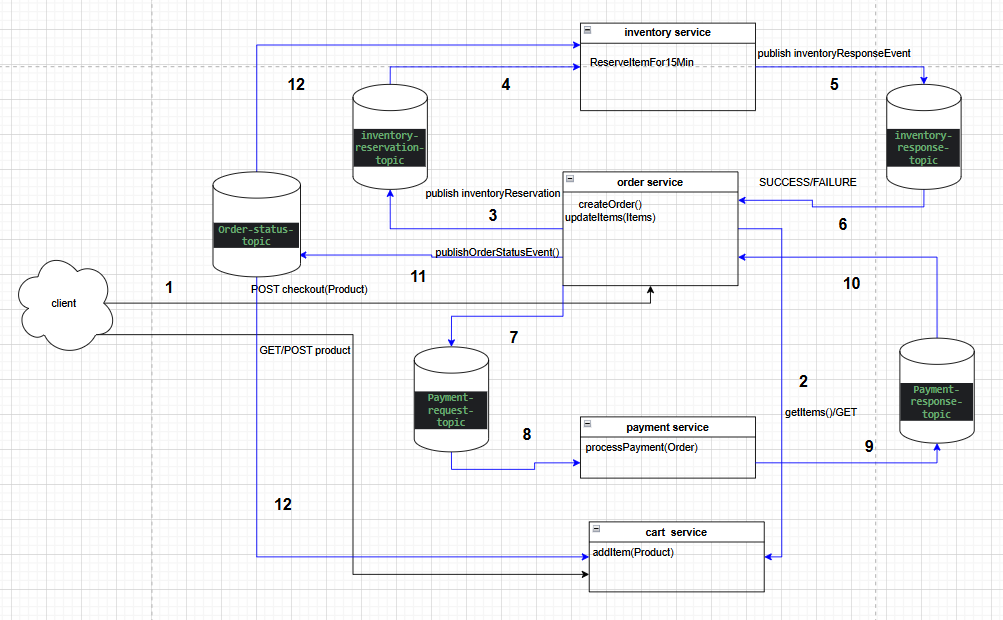 inventory service
publish inventoryResponseEvent
ReserveItemFor15Min
12
4
5
inventory-
reservation-
topic
inventory-
response-
topic
order service
SUCCESS/FAILURE
publish inventoryReservation
createOrder()
updateItems(Items)
3
6
Order-status-
topic
publishOrderStatusEvent()
11
10
1
POST checkout(Product)
client
7
GET/POST product
2
Payment-
request-
topic
Payment-
response-
topic
getItems()/GET
8
payment service
processPayment(Order)
9
12
cart service
addItem(Product)